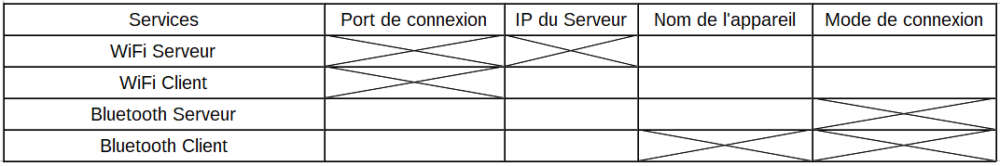 Services Port de connexion IP du Serveur Nom de l'appareil Mode de connexion
WiFi Serveur
WiFi Client
Bluetooth Serveur
Bluetooth Client